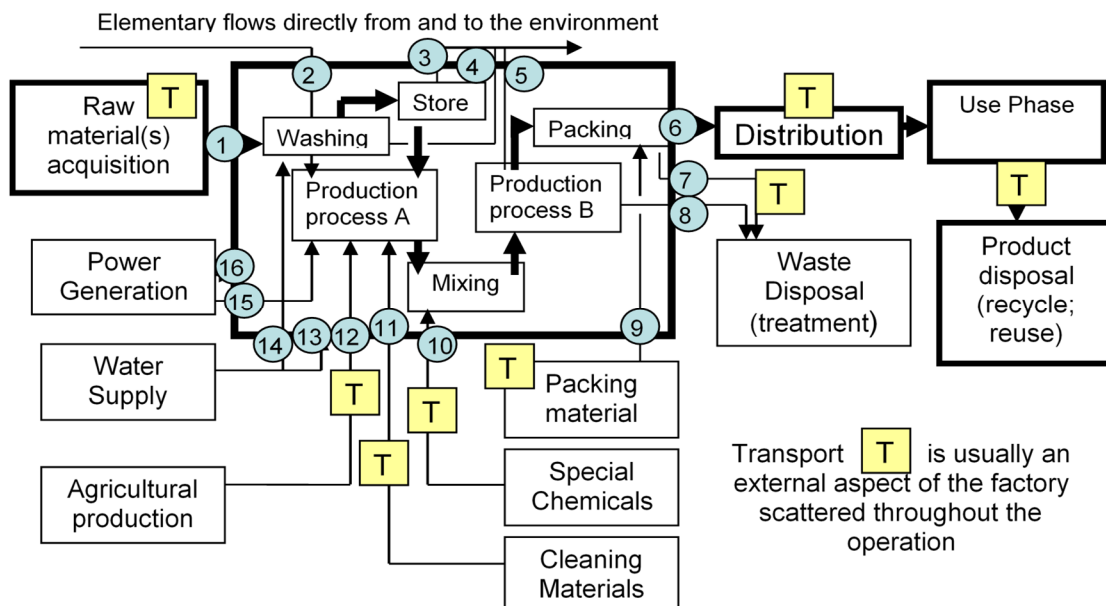 Elementary flows directly from and to the environment
T
Raw
material(s)
acquisition
1
2
3
4
5
Store
Washing
Packing
6
T
Distribution
Use Phase
Production
process A
Production
process B
7
8
T
T
Mixing
Power
Generation
16
15
Waste
Disposal
(treatment)
Product
disposal
(recycle;
reuse)
14
13
12
11
10
9
Water
Supply
T
T
T
T
Packing
material
Agricultural
production
Special
Chemicals
Cleaning
Materials
Transport T is usually an
external aspect of the factory
scattered throughout the
operation